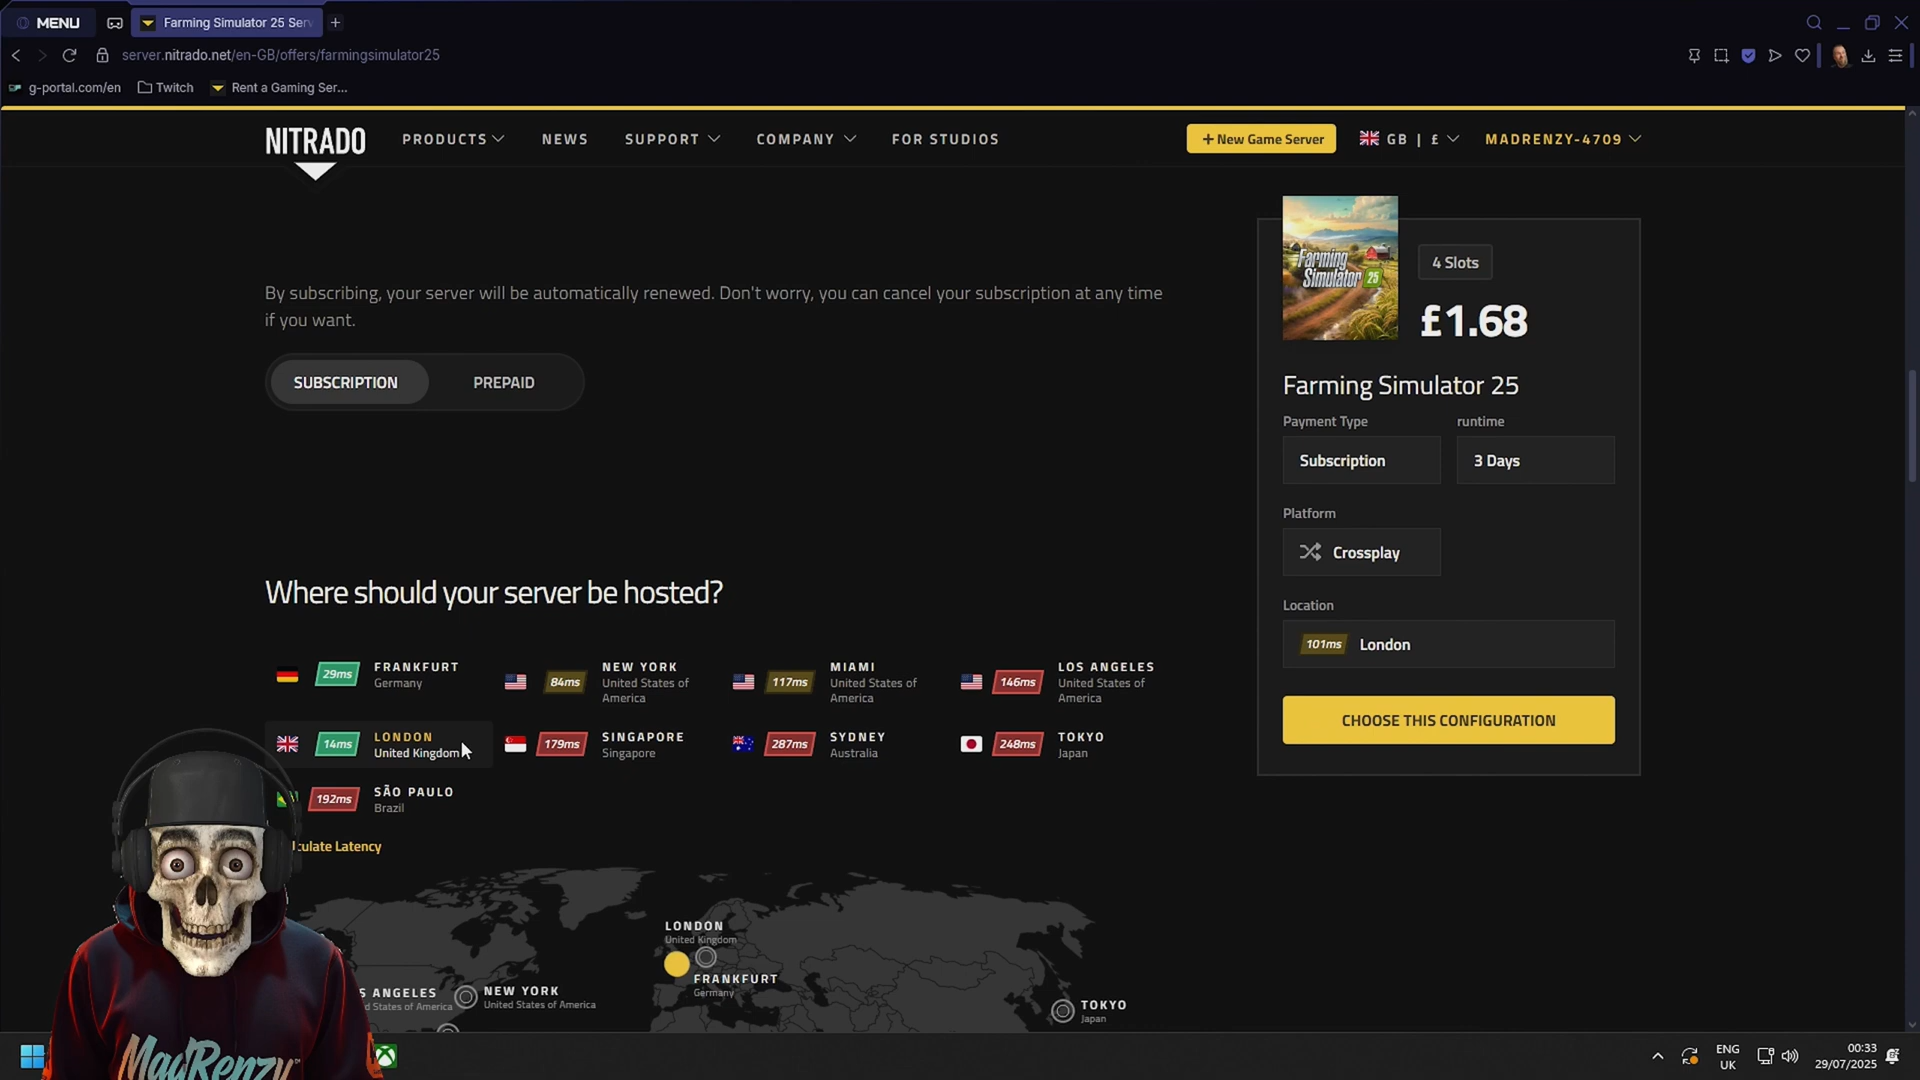 MENU
Farming Simulator 25 Serv
server.nitrado.net/en-GB/offers/farmingsimulator25
g-portal.com/en
Twitch
Rent a Gaming Ser...
NITRADO
PRODUCTS
NEWS
SUPPORT
COMPANY
FOR STUDIOS
+ New Game Server
GB | £
MADRENZY-4709
By subscribing, your server will be automatically renewed. Don't worry, you can cancel your subscription at any time
if you want.
SUBSCRIPTION
PREPAID
Farming
Simulator 25
4 Slots
£1.68
Farming Simulator 25
Payment Type
runtime
Subscription
3 Days
Platform
Crossplay
Location
101ms London
CHOOSE THIS CONFIGURATION
Where should your server be hosted?
29ms
FRANKFURT
Germany
84ms
NEW YORK
United States of
America
117ms
MIAMI
United States of
America
146ms
LOS ANGELES
United States of
America
14ms
LONDON
United Kingdom
179ms
SINGAPORE
Singapore
287ms
SYDNEY
Australia
248ms
TOKYO
Japan
192ms
SÃO PAULO
Brazil
culate Latency
LONDON
United Kingdom
FRANKFURT
Germany
S ANGELES
d States of America
NEW YORK
United States of America
TOKYO
Japan
MadRenzy
ENG
UK
00:33
29/07/2025